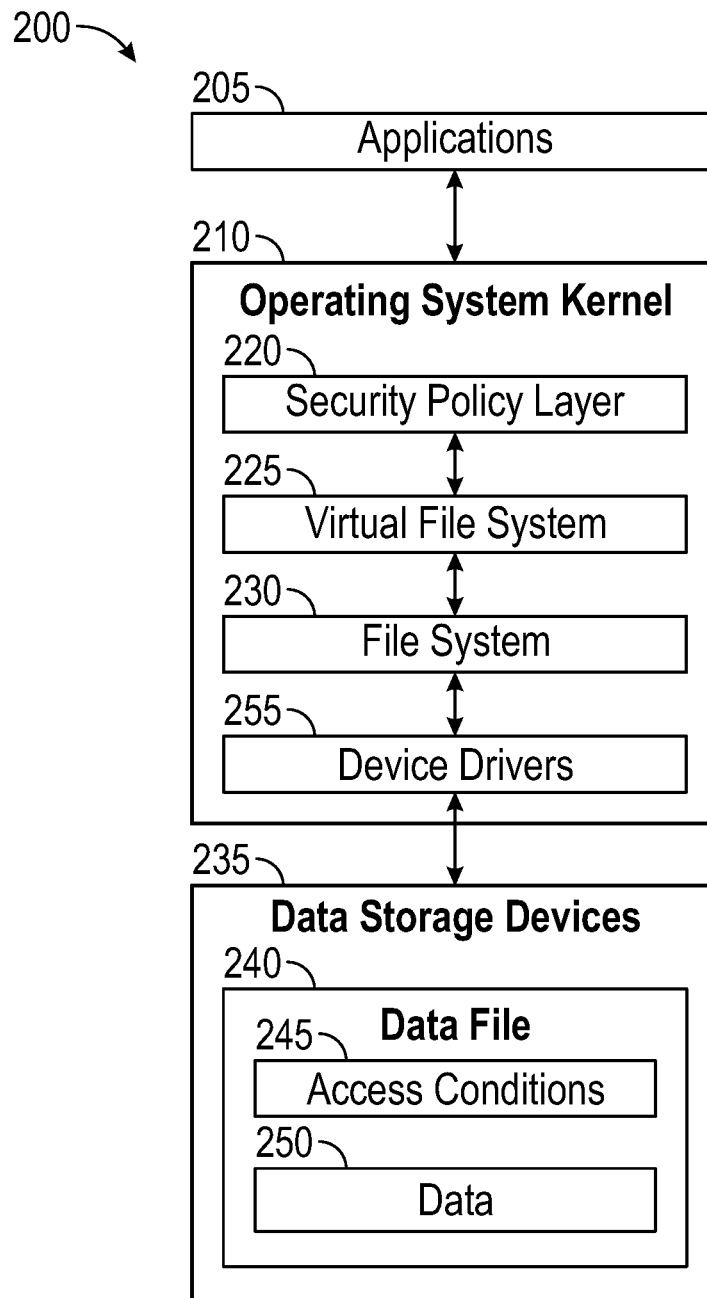 200
205
Applications
210
Operating System Kernel
220
Security Policy Layer
225
Virtual File System
230
File System
255
Device Drivers
235
Data Storage Devices
240
Data File
245
Access Conditions
250
Data